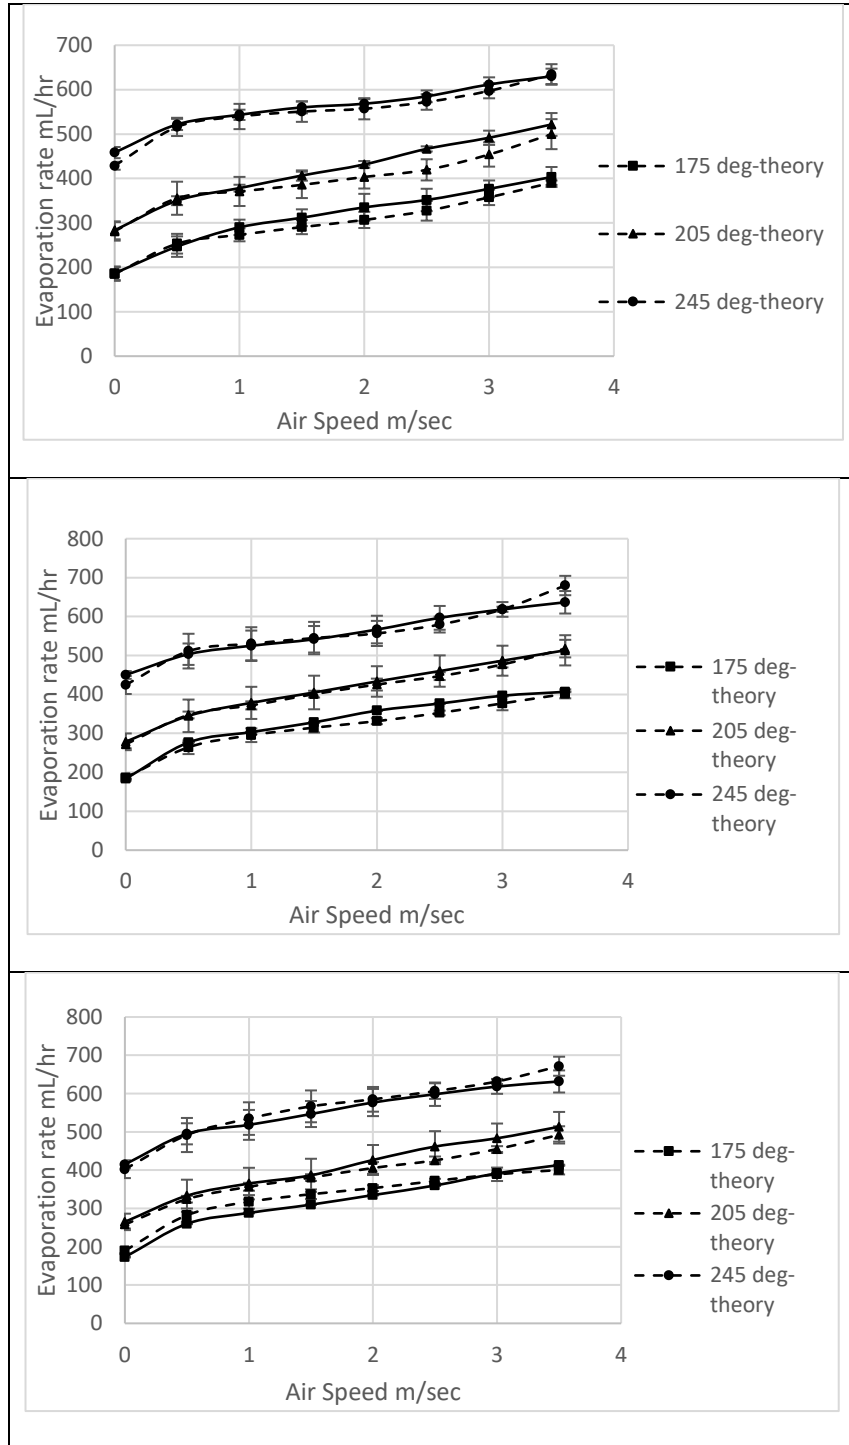 700
600
500
400
300
200
100
0
Evaporation rate mL/hr
0 1 2 3 4
Air Speed m/sec
175 deg-theory
205 deg-theory
245 deg-theory
800
700
600
500
400
300
200
100
0
Evaporation rate mL/hr
0 1 2 3 4
Air Speed m/sec
175 deg-
theory
205 deg-
theory
245 deg-
theory
800
700
600
500
400
300
200
100
0
Evaporation rate mL/hr
0 1 2 3 4
Air Speed m/sec
175 deg-
theory
205 deg-
theory
245 deg-
theory